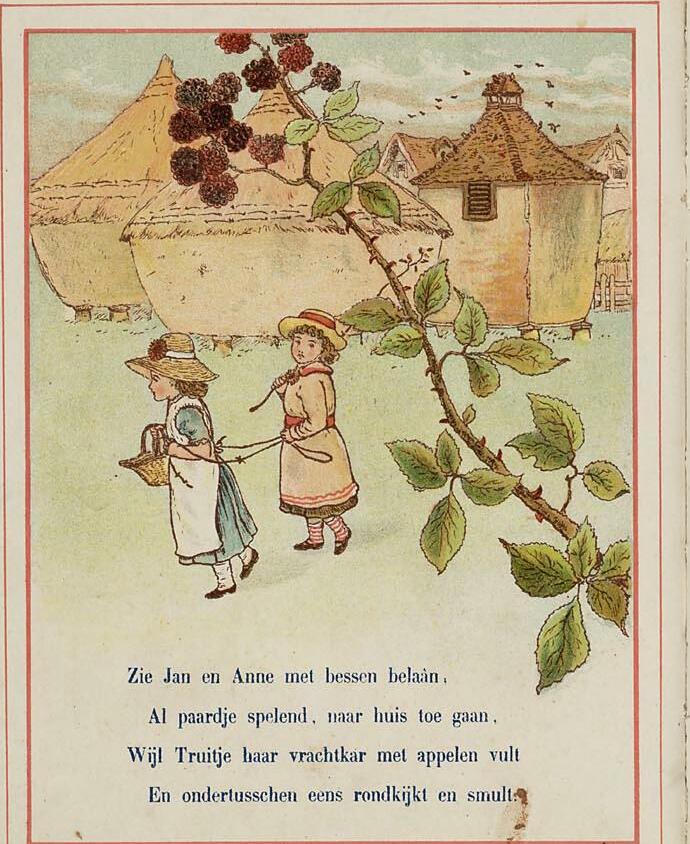 Zie Jan en Anne met bessen belaân,
Al paardje spelend, naar huis toe gaan,
Wijl Truitje haar vrachtkar met appelen vult
En ondertusschen eens rondkijkt en smult.